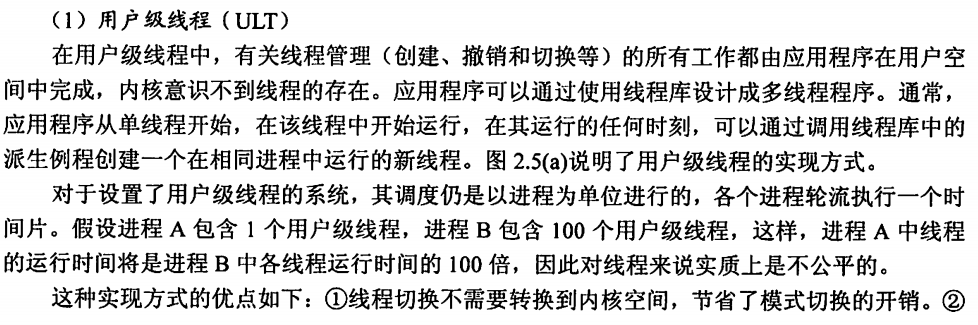 （1）用户级线程（ULT）
在用户级线程中，有关线程管理（创建、撤销和切换等）的所有工作都由应用程序在用户空
间中完成，内核意识不到线程的存在。应用程序可以通过使用线程库设计成多线程程序。通常，
应用程序从单线程开始，在该线程中开始运行，在其运行的任何时刻，可以通过调用线程库中的
派生例程创建一个在相同进程中运行的新线程。图 2.5(a)说明了用户级线程的实现方式。
对于设置了用户级线程的系统，其调度仍是以进程为单位进行的，各个进程轮流执行一个时
间片。假设进程 A 包含 1 个用户级线程，进程 B 包含 100 个用户级线程，这样，进程 A 中线程
的运行时间将是进程 B 中各线程运行时间的 100 倍，因此对线程来说实质上是不公平的。
这种实现方式的优点如下：①线程切换不需要转换到内核空间，节省了模式切换的开销。②